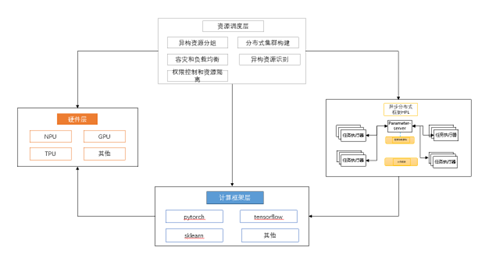 资源调度层
异构资源分组
分布式集群构建
容灾和负载均衡
异构资源识别
权限控制和资源隔
离
硬件层
NPU
GPU
TPU
其他
异步分布式
Parameter
server
任务执行器
任务执行器
任务执行器
任务执行器
计算框架层
pytorch
tensorflow
sklearn
其他